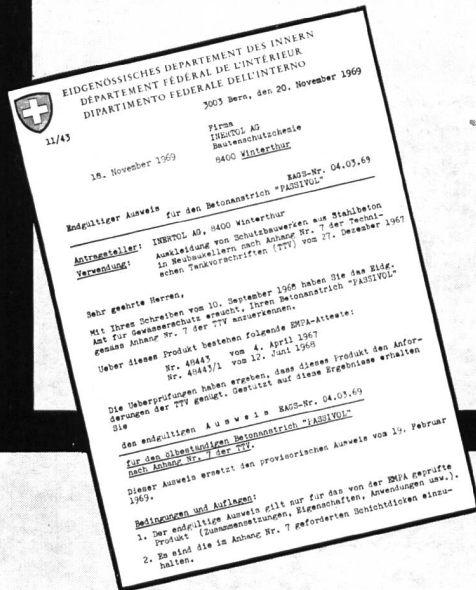 EIDGENÖSSISCHES DEPARTEMENT DES INNERN
DÉPARTEMENT FÉDÉRAL DE L'INTÉRIEUR
DIPARTIMENTO FEDERALE DELL'INTERNO
3003 Bern, den 20. November 1969
11/43
Firma
INERTOL AG
Bautenschutzchemie
8400 Winterthur
18. November 1969
EAGS-Nr. 04.03.69
Endgültiger Ausweis für den Betonanstrich "PASSIVOL"
Antragsteller: INERTOL AG, 8400 Winterthur
Verwendung: Auskleidung von Schutzbauwerken aus Stahlbeton
in Neubaukellern nach Anhang Nr. 7 der Techni-
schen Tankvorschriften (TTV) vom 27. Dezember 1967
Sehr geehrte Herren,
Mit Ihrem Schreiben vom 10. September 1968 haben Sie das Eidg.
Amt für Gewässerschutz ersucht, Ihren Betonanstrich "PASSIVOL"
gemäss Anhang Nr. 7 der TTV anzuerkennen.
Ueber dieses Produkt bestehen folgende EMPA-Atteste:
Nr. 48443 vom 4. April 1967
Nr. 48443/1 vom 12. Juni 1968
Die Ueberprüfungen haben ergeben, dass dieses Produkt den Anfor-
derungen der TTV genügt. Gestützt auf diese Ergebnisse erhalten
Sie
den endgültigen Ausweis EAGS-Nr. 04.03.69
für den ölbeständigen Betonanstrich "PASSIVOL"
nach Anhang Nr. 7 der TTV.
Dieser Ausweis ersetzt den provisorischen Ausweis vom 19. Februar
1969.
Bedingungen und Auflagen:
1. Der endgültige Ausweis gilt nur für das von der EMPA geprüfte
Produkt (Zusammensetzungen, Eigenschaften, Anwendungen usw.).
2. Es sind die im Anhang Nr. 7 geforderten Schichtdicken einzu-
halten.